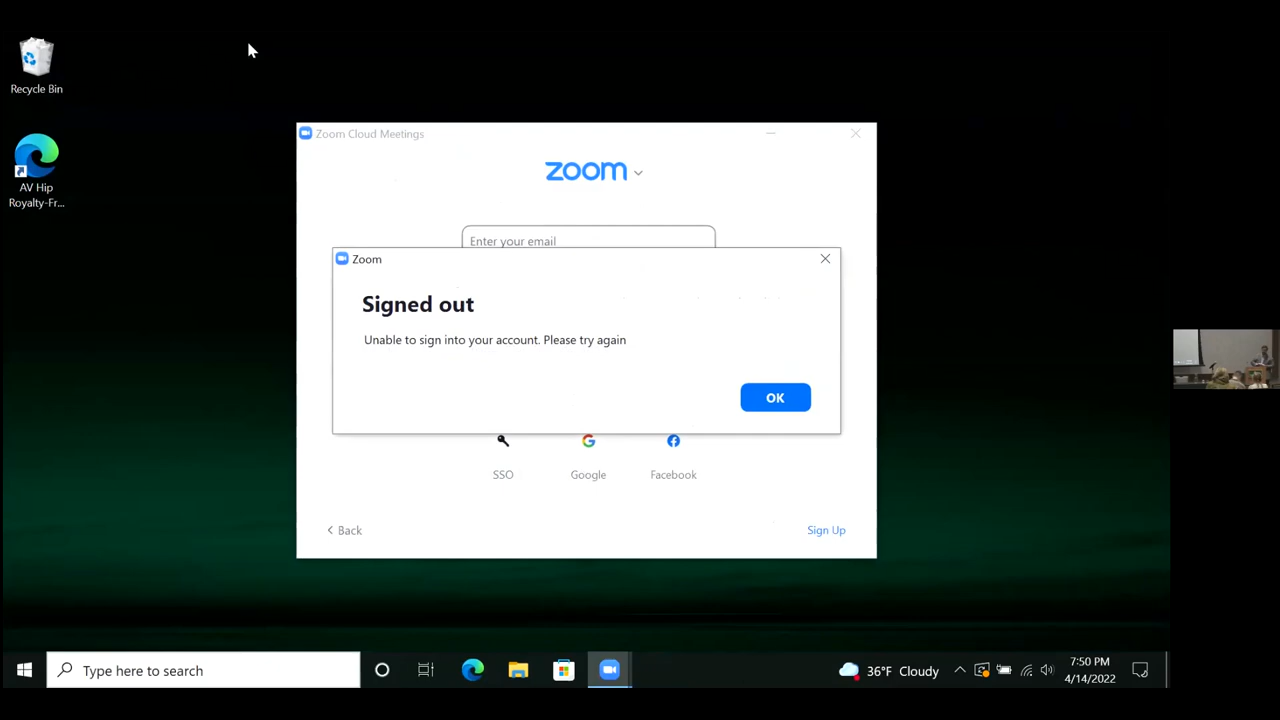 Recycle Bin
AV Hip
Royalty-Fr...
Zoom Cloud Meetings
zoom
Enter your email
Zoom
Signed out
Unable to sign into your account. Please try again
OK
SSO
Google
Facebook
Back
Sign Up
Type here to search
36°F Cloudy
7:50 PM
4/14/2022